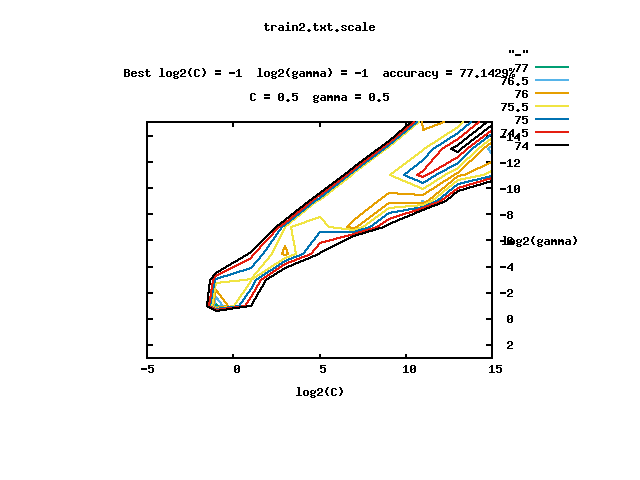 train2.txt.scale
"-"
Best log2(C) = -1 log2(gamma) = -1 accuracy = 77.1429%
77
76.5
76
75.5
75
74.5
74
C = 0.5 gamma = 0.5
-14
-12
-10
-8
-6
log2(gamma)
-4
-2
0
2
-5 0 5 10 15
log2(C)